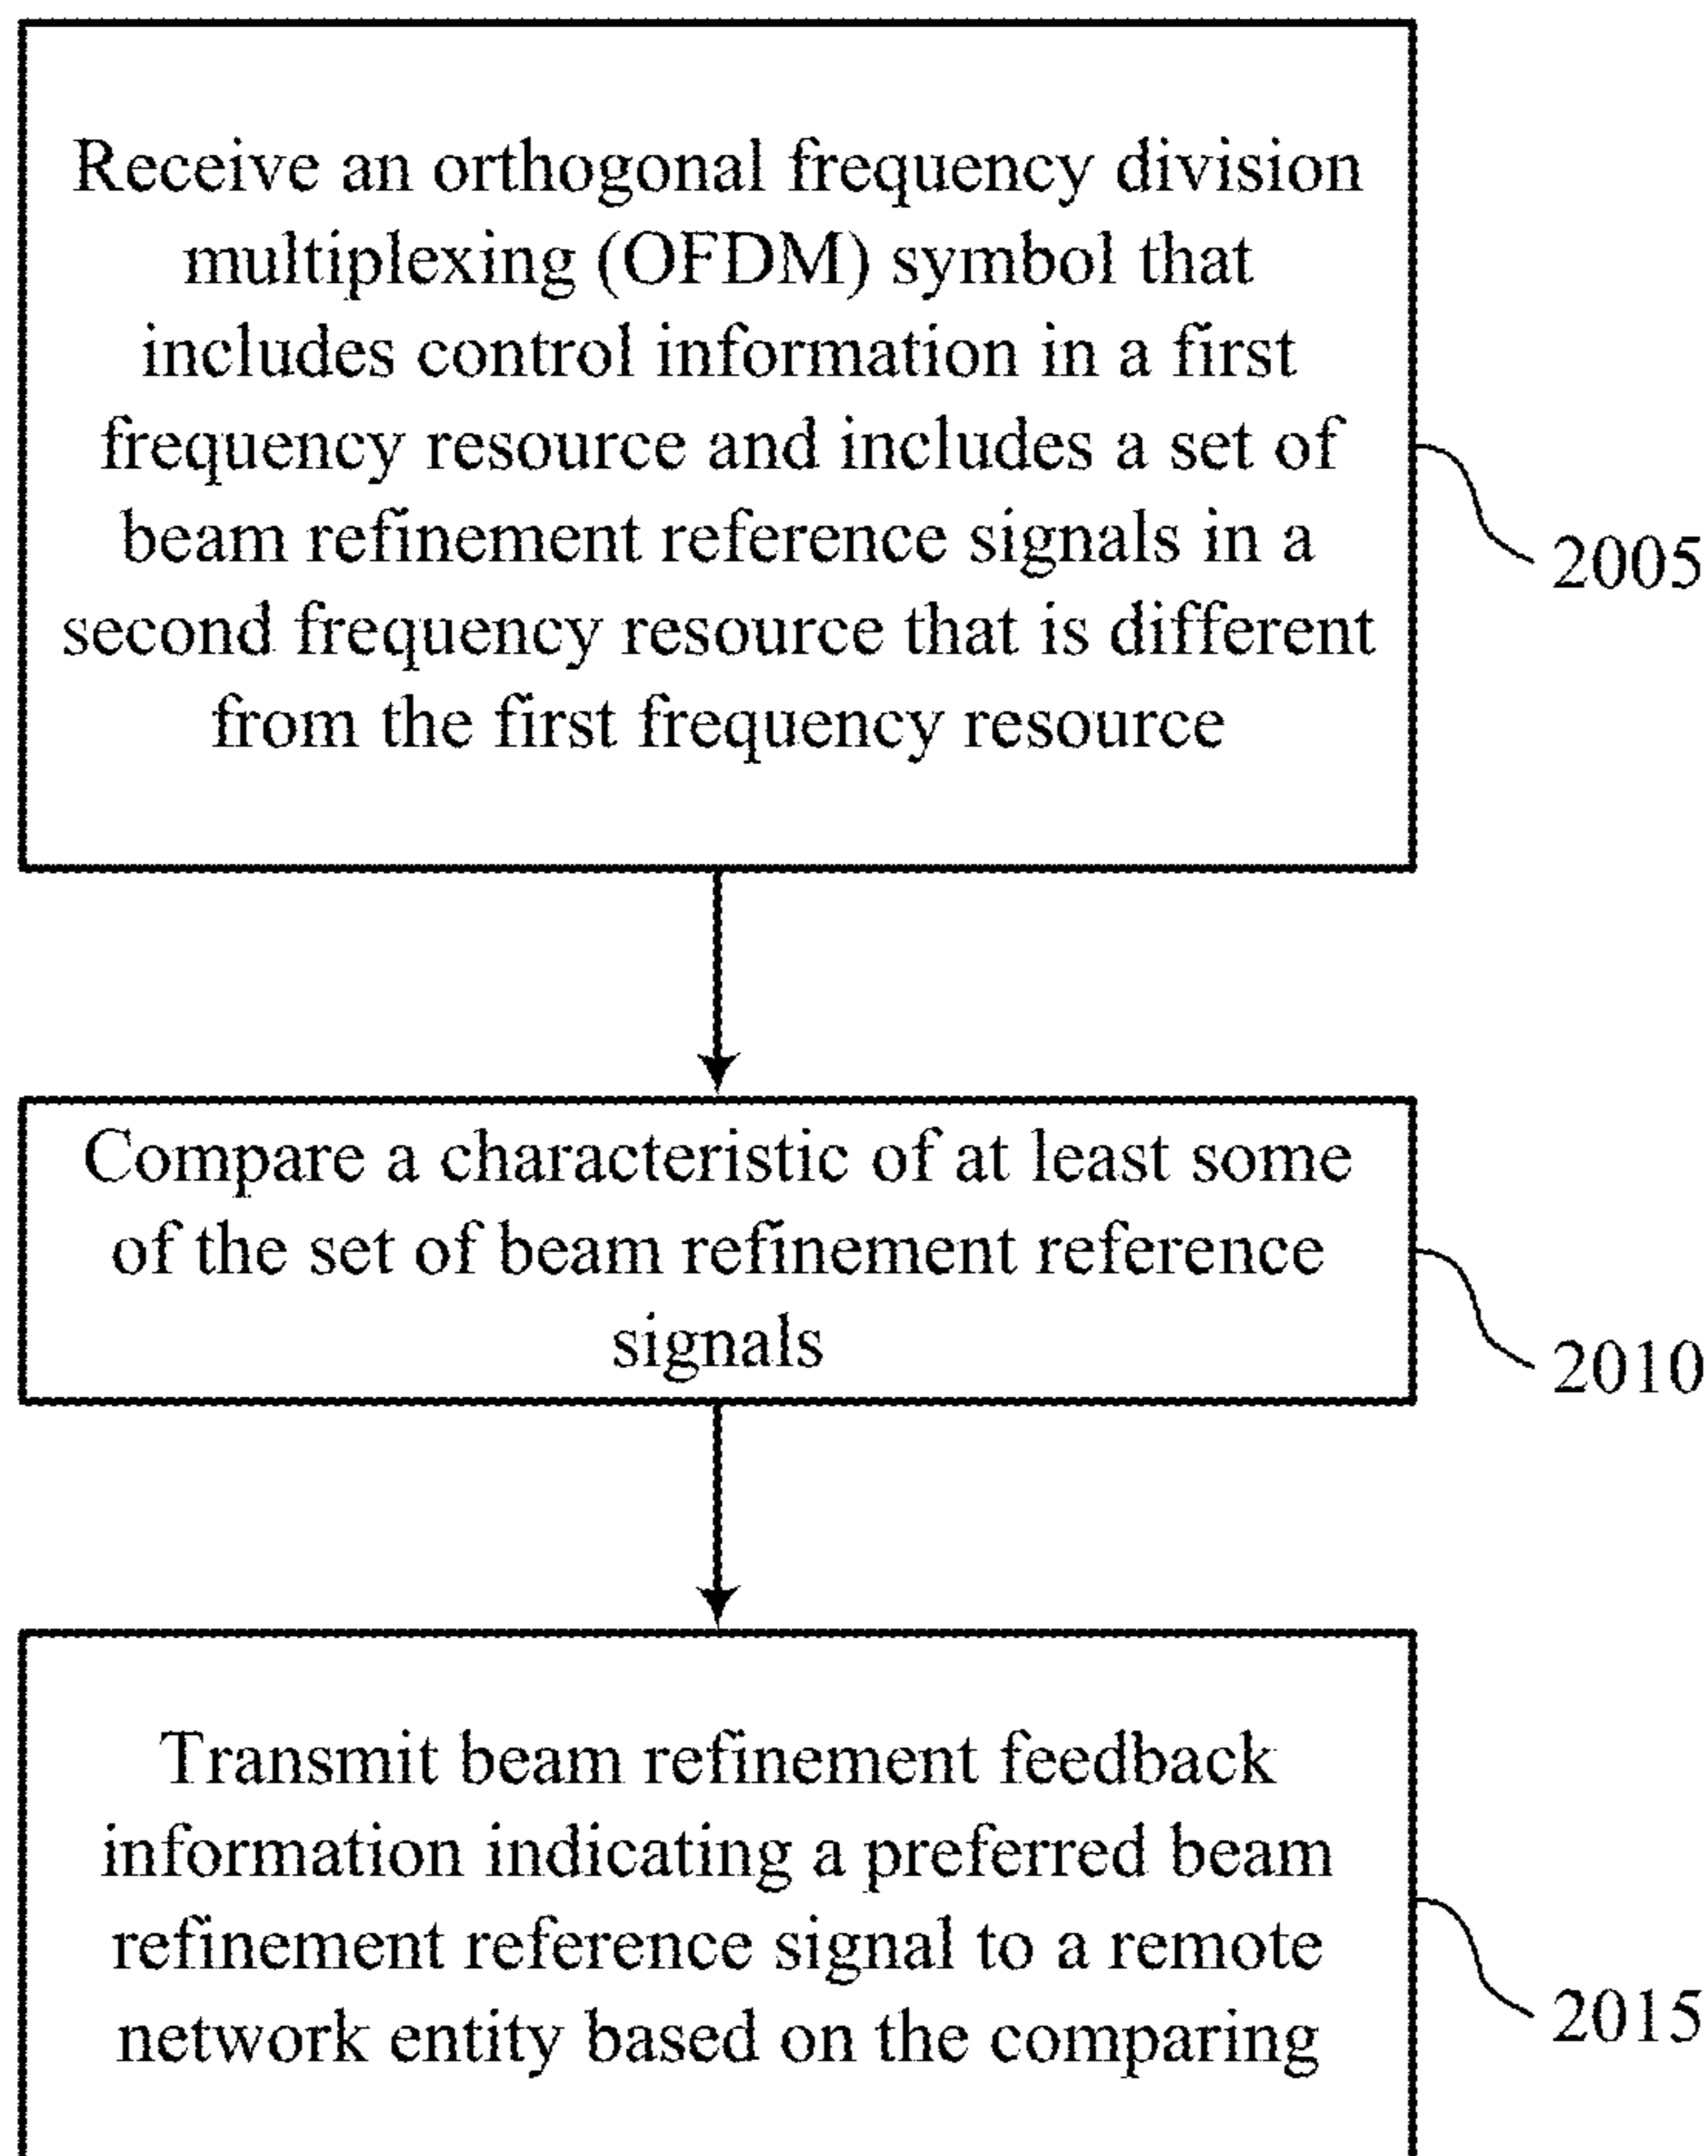 Receive an orthogonal frequency division
multiplexing (OFDM) symbol that
includes control information in a first
frequency resource and includes a set of
beam refinement reference signals in a
second frequency resource that is different
from the first frequency resource
2005
Compare a characteristic of at least some
of the set of beam refinement reference
signals
2010
Transmit beam refinement feedback
information indicating a preferred beam
refinement reference signal to a remote
network entity based on the comparing
2015